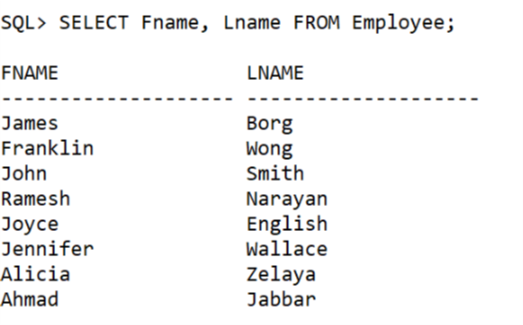 SQL> SELECT Fname, Lname FROM Employee;
FNAME                LNAME
-------------------- --------------------
James                Borg
Franklin             Wong
John                 Smith
Ramesh               Narayan
Joyce                English
Jennifer             Wallace
Alicia               Zelaya
Ahmad                Jabbar